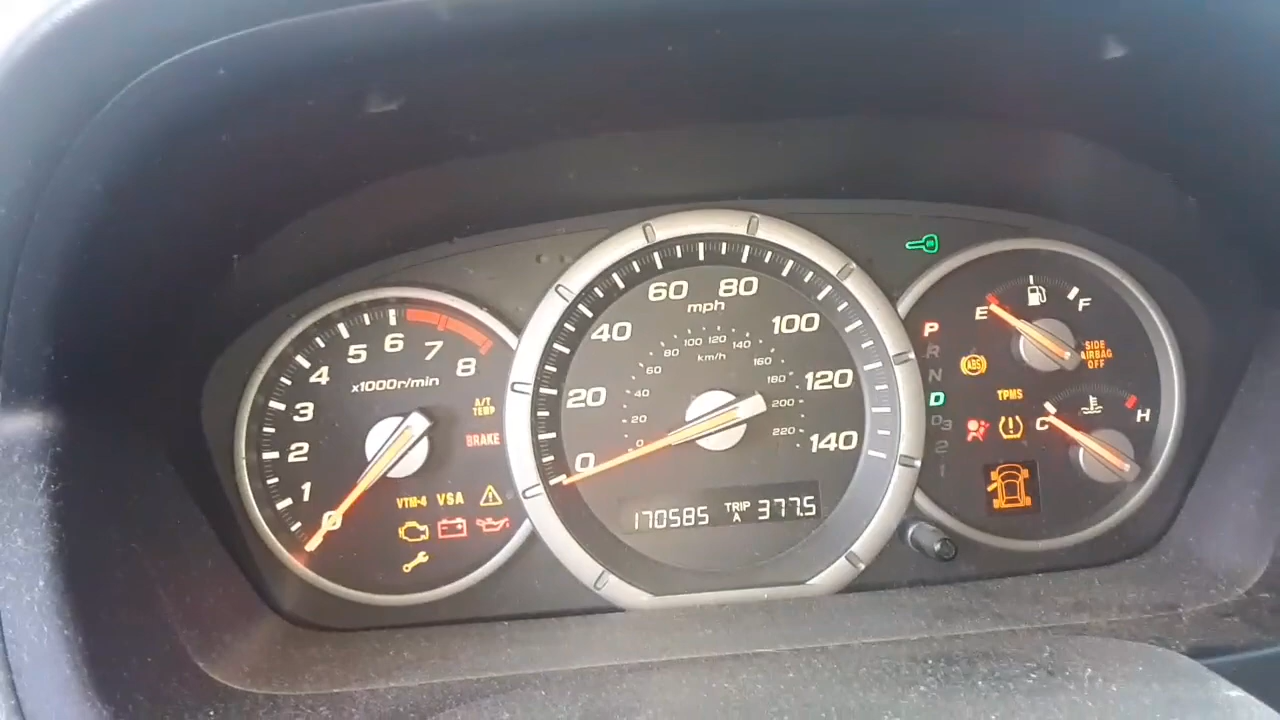 1
2
3
4
5
6
7
8
x1000r/min
A/T
TEMP
BRAKE
VTM-4 VSA
0
20
40
60
80
100
120
140
mph
0
20
40
60
80
100
120
140
160
180
200
220
km/h
170585 TRIP A 377.5
P
R
N
D
D3
2
1
ABS
E
F
SIDE
AIRBAG
OFF
TPMS
C
H